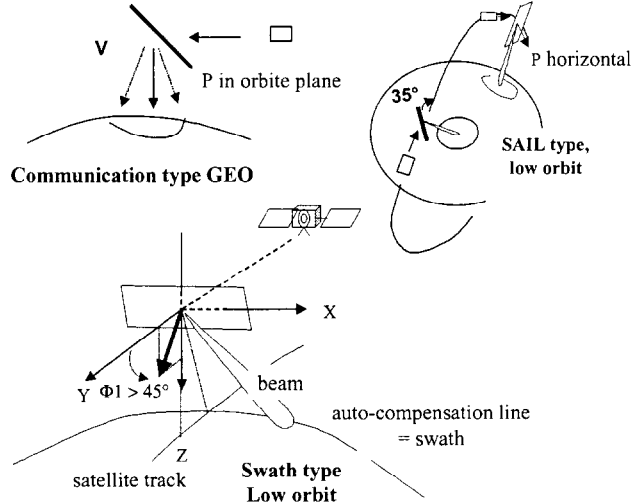 V
P in orbite plane
Communication type GEO
35°
P horizontal
SAIL type,
low orbit
X
Y
Φ1 > 45°
Z
beam
auto-compensation line
= swath
satellite track
Swath type
Low orbit